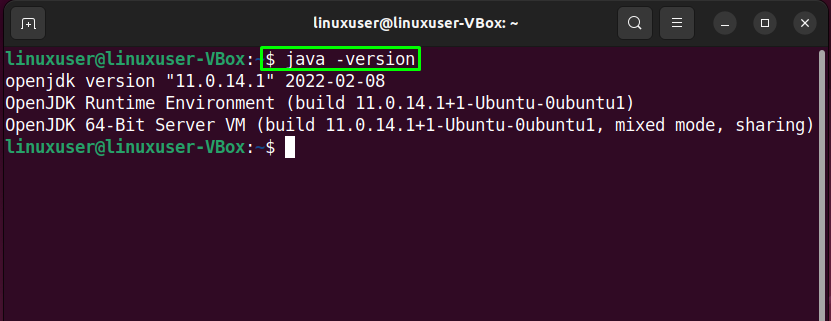 linuxuser@linuxuser-VBox: ~
linuxuser@linuxuser-VBox:~$ java -version
openjdk version "11.0.14.1" 2022-02-08
OpenJDK Runtime Environment (build 11.0.14.1+1-Ubuntu-0ubuntu1)
OpenJDK 64-Bit Server VM (build 11.0.14.1+1-Ubuntu-0ubuntu1, mixed mode, sharing)
linuxuser@linuxuser-VBox:~$